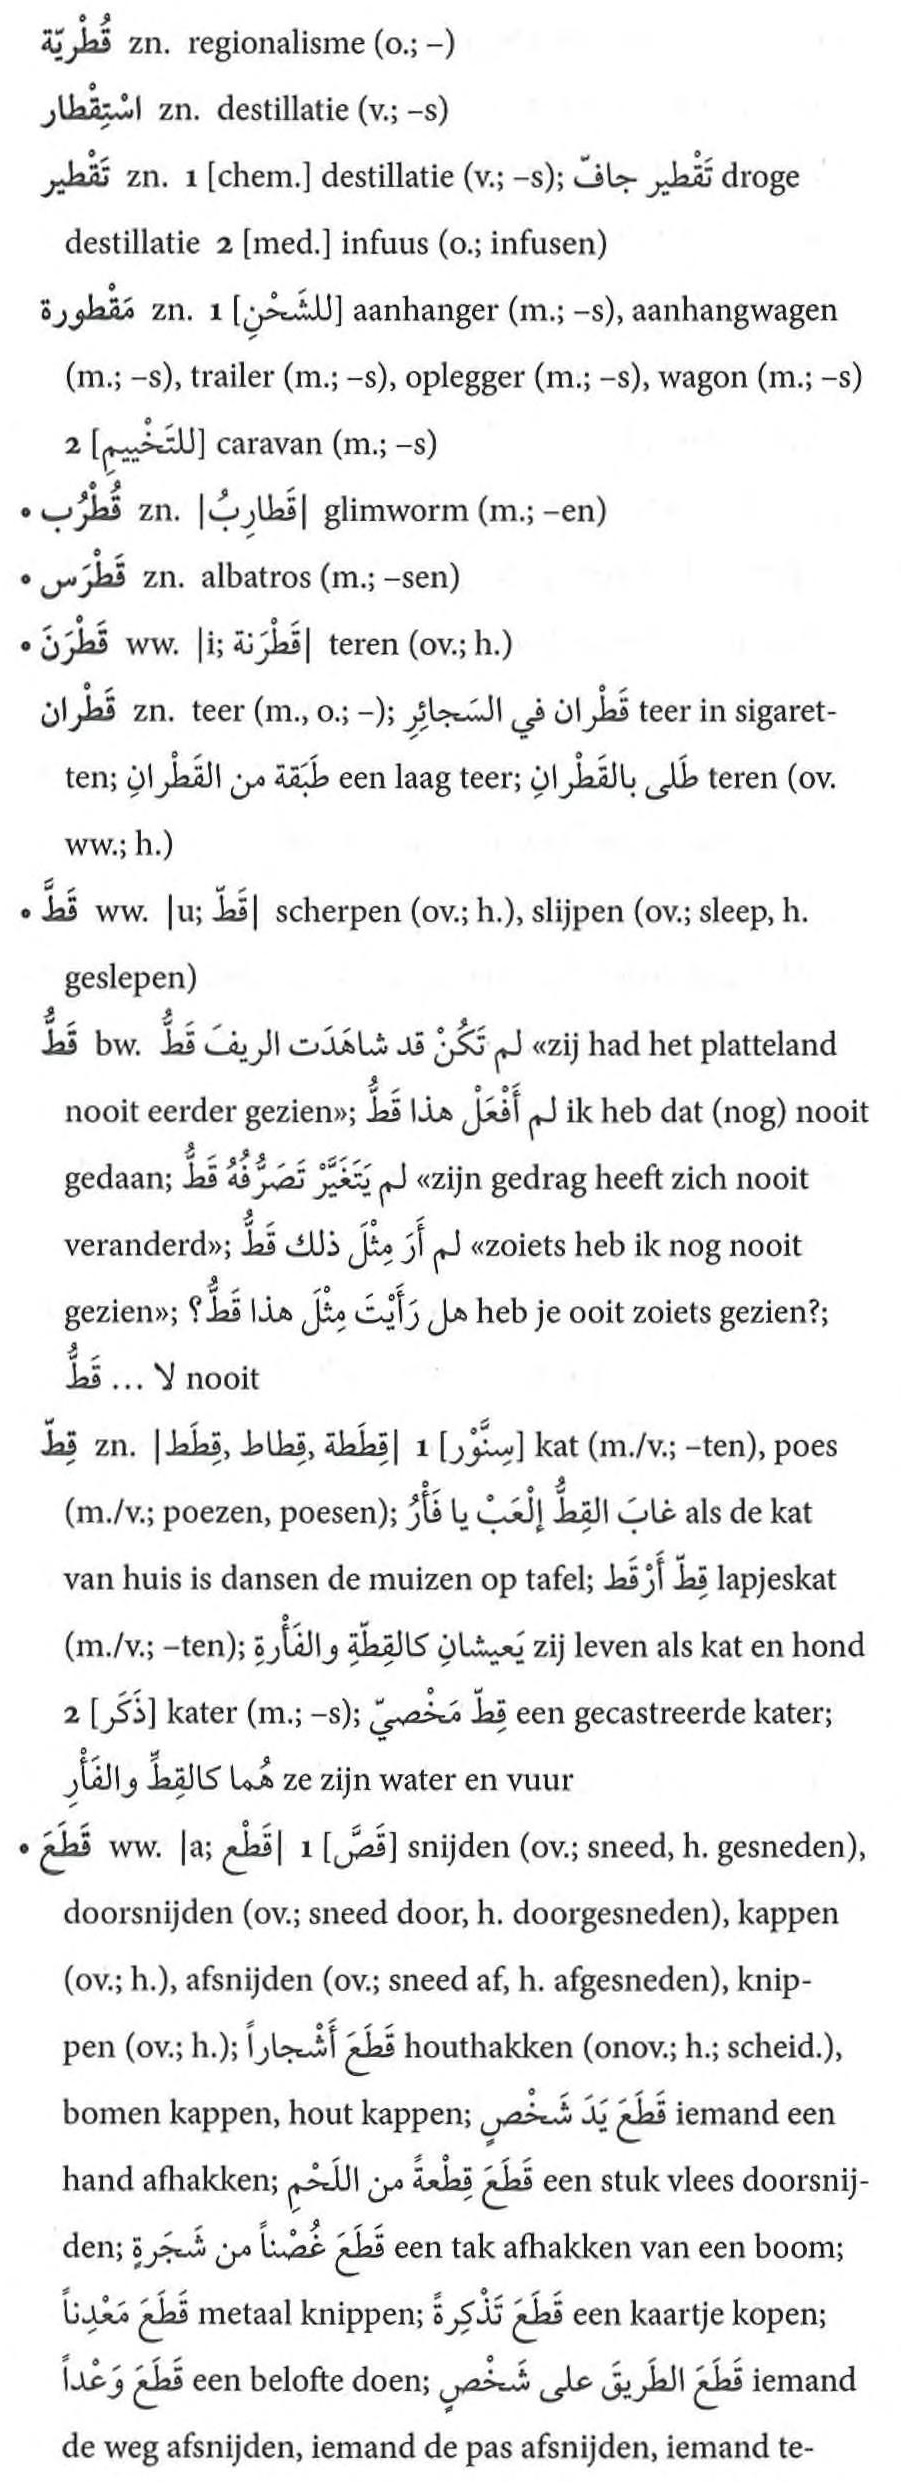 قُطْرِيّة zn. regionalisme (o.; –)
اسْتِقْطار zn. destillatie (v.; –s)
تَقْطير zn. 1 [chem.] destillatie (v.; –s); تَقْطير جافّ droge
destillatie 2 [med.] infuus (o.; infusen)
مَقْطورة zn. 1 [للشَحْنِ] aanhanger (m.; –s), aanhangwagen
(m.; –s), trailer (m.; –s), oplegger (m.; –s), wagon (m.; –s)
2 [للتَخْييمِ] caravan (m.; –s)
• قُطْرُب zn. |قَطارِبُ| glimworm (m.; –en)
• قَطْرَس zn. albatros (m.; –sen)
• قَطْرَنَ ww. |i; قَطْرَنة| teren (ov.; h.)
قَطْران zn. teer (m., o.; –); قَطْران في السَجائِرِ teer in sigaret-
ten; طَبَقة من القَطْرانِ een laag teer; طَلى بالقَطْرانِ teren (ov.
ww.; h.)
• قَطَّ ww. |u; قَطّ| scherpen (ov.; h.), slijpen (ov.; sleep, h.
geslepen)
قَطُّ bw. لم تَكُنْ قد شاهَدَت الريفَ قَطُّ «zij had het platteland
nooit eerder gezien»; لم أَفْعَلْ هذا قَطُّ ik heb dat (nog) nooit
gedaan; لم يَتَغَيَّرْ تَصَرُّفُهُ قَطُّ «zijn gedrag heeft zich nooit
veranderd»; لم أَرَ مِثْلَ ذلك قَطُّ «zoiets heb ik nog nooit
gezien»; هل رَأَيْتَ مِثْلَ هذا قَطُّ؟ heb je ooit zoiets gezien?;
لا ... قَطُّ nooit
قِطّ zn. |قِطَطة, قِطاط, قِطَط| 1 [سِنَّوْر] kat (m./v.; –ten), poes
(m./v.; poezen, poesen); غابَ القِطُّ إلْعَبْ يا فَأْرُ als de kat
van huis is dansen de muizen op tafel; قِطّ أَرْقَط lapjeskat
(m./v.; –ten); يَعيشانِ كالقِطّةِ والفَأْرةِ zij leven als kat en hond
2 [ذَكَر] kater (m.; –s); قِطّ مَخْصيّ een gecastreerde kater;
هُما كالقِطِّ والفَأْرِ ze zijn water en vuur
• قَطَعَ ww. |a; قَطْع| 1 [قَصَّ] snijden (ov.; sneed, h. gesneden),
doorsnijden (ov.; sneed door, h. doorgesneden), kappen
(ov.; h.), afsnijden (ov.; sneed af, h. afgesneden), knip-
pen (ov.; h.); قَطَعَ أَشْجاراً houthakken (onov.; h.; scheid.),
bomen kappen, hout kappen; قَطَعَ يَدَ شَخْصٍ iemand een
hand afhakken; قَطَعَ قِطْعةً من اللَحْمِ een stuk vlees doorsnij-
den; قَطَعَ غُصْناً من شَجَرةٍ een tak afhakken van een boom;
قَطَعَ مَعْدِناً metaal knippen; قَطَعَ تَذْكِرةً een kaartje kopen;
قَطَعَ وَعْداً een belofte doen; قَطَعَ الطَريقَ على شَخْصٍ iemand
de weg afsnijden, iemand de pas afsnijden, iemand te-